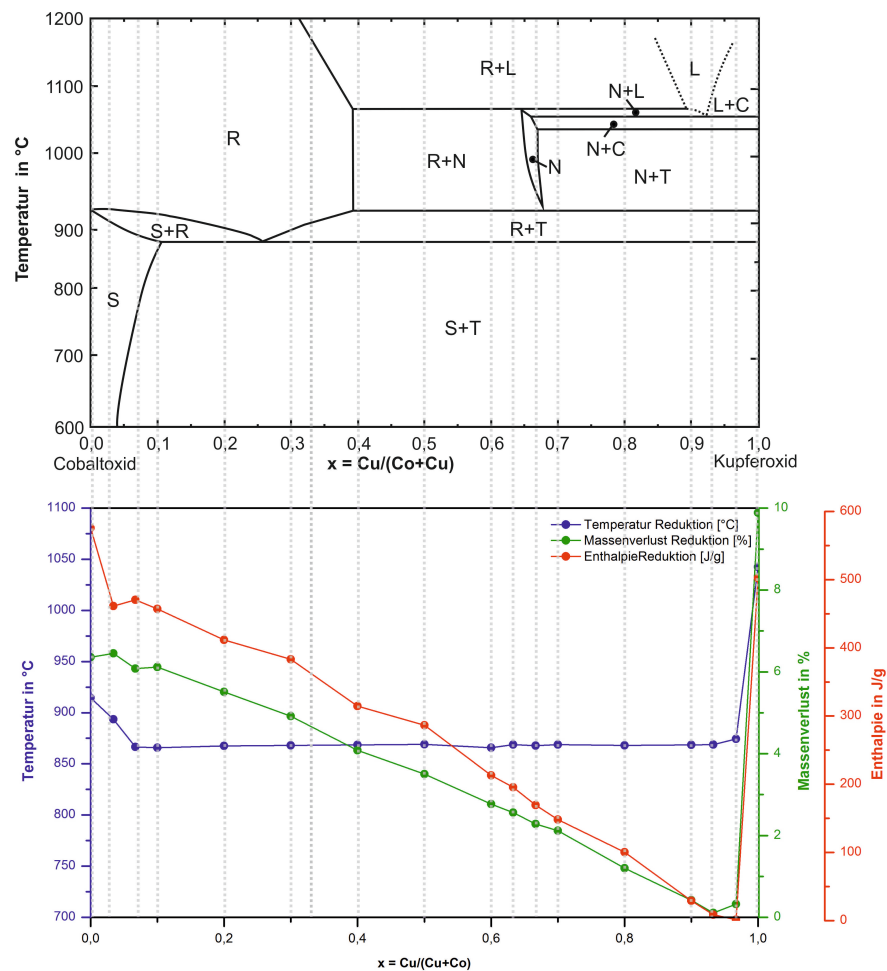 1200
1100
1000
900
800
700
600
Temperatur in °C
R
R+L
L
L+C
N+L
N+C
R+N
N
N+T
S+R
R+T
S
S+T
0,0 0,1 0,2 0,3 0,4 0,5 0,6 0,7 0,8 0,9 1,0
Cobaltoxid x = Cu/(Co+Cu) Kupferoxid
1100
1050
1000
950
900
850
800
750
700
Temperatur in °C
Temperatur Reduktion [°C]
Massenverlust Reduktion [%]
EnthalpieReduktion [J/g]
10
8
6
4
2
0
Massenverlust in %
600
500
400
300
200
100
0
Enthalpie in J/g
0,0 0,2 0,4 0,6 0,8 1,0
x = Cu/(Cu+Co)